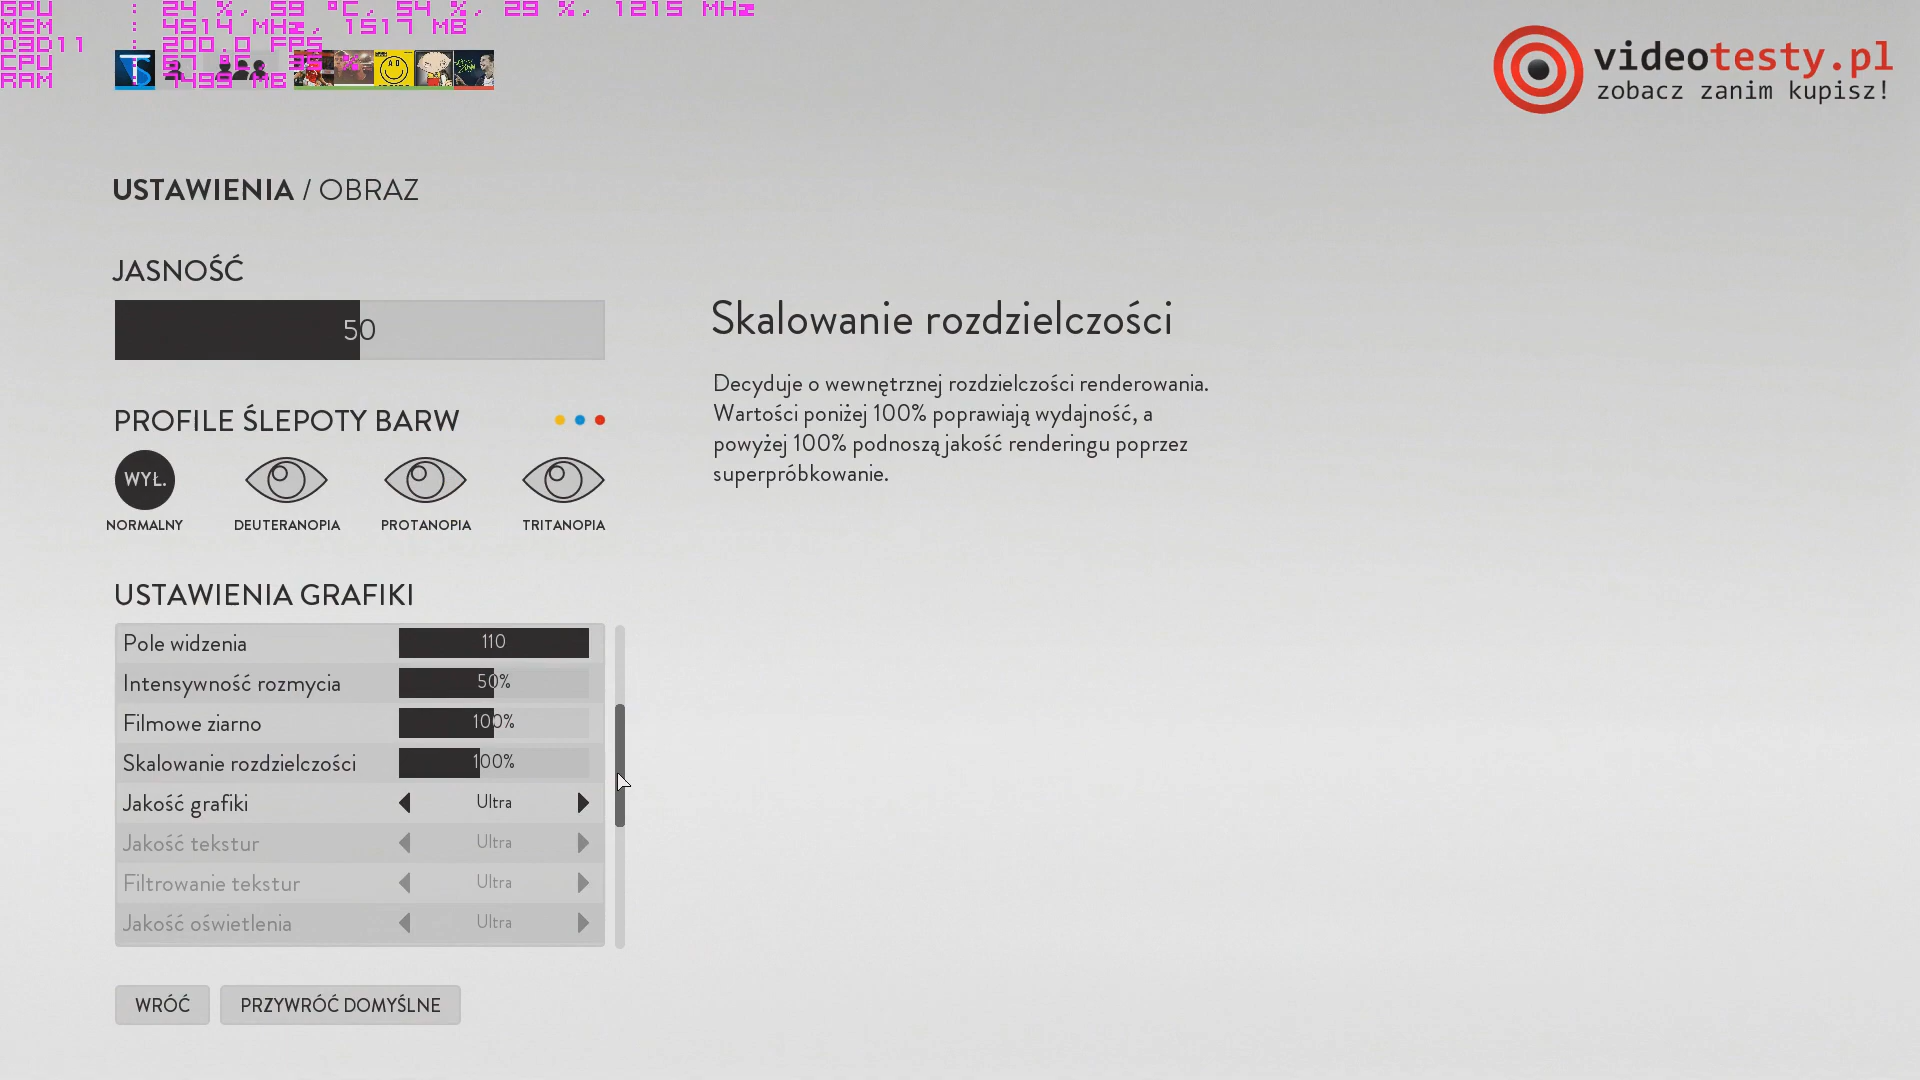 GPU : 24 %, 59 °C, 54 %, 29 %, 1215 MHz
MEM : 4514 MHz, 1517 MB
D3D11 : 200.0 FPS
CPU : 57 °C, 35 %
RAM : 7499 MB
videotesty.pl
zobacz zanim kupisz!
USTAWIENIA / OBRAZ
JASNOŚĆ
50
PROFILE ŚLEPOTY BARW
WYŁ.
NORMALNY DEUTERANOPIA PROTANOPIA TRITANOPIA
USTAWIENIA GRAFIKI
Pole widzenia 110
Intensywność rozmycia 50%
Filmowe ziarno 100%
Skalowanie rozdzielczości 100%
Jakość grafiki Ultra
Jakość tekstur Ultra
Filtrowanie tekstur Ultra
Jakość oświetlenia Ultra
WRÓĆ PRZYWRÓĆ DOMYŚLNE
Skalowanie rozdzielczości
Decyduje o wewnętrznej rozdzielczości renderowania.
Wartości poniżej 100% poprawiają wydajność, a
powyżej 100% podnoszą jakość renderingu poprzez
superpróbkowanie.